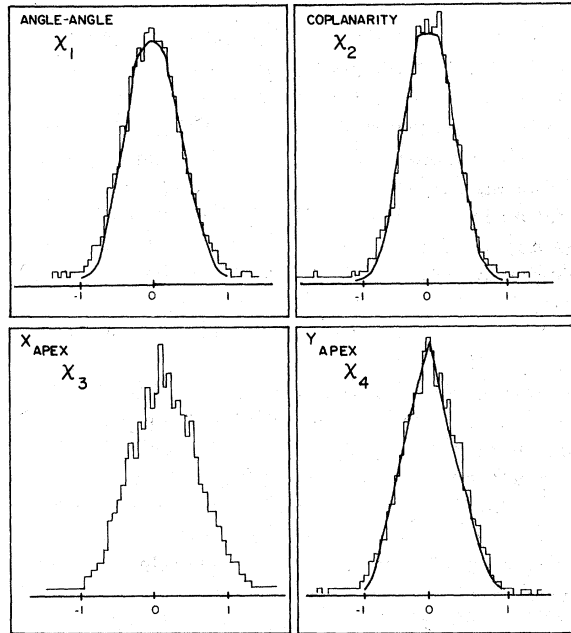 ANGLE-ANGLE
χ1
-1 0 1
COPLANARITY
χ2
-1 0 1
X APEX
χ3
-1 0 1
Y APEX
χ4
-1 0 1